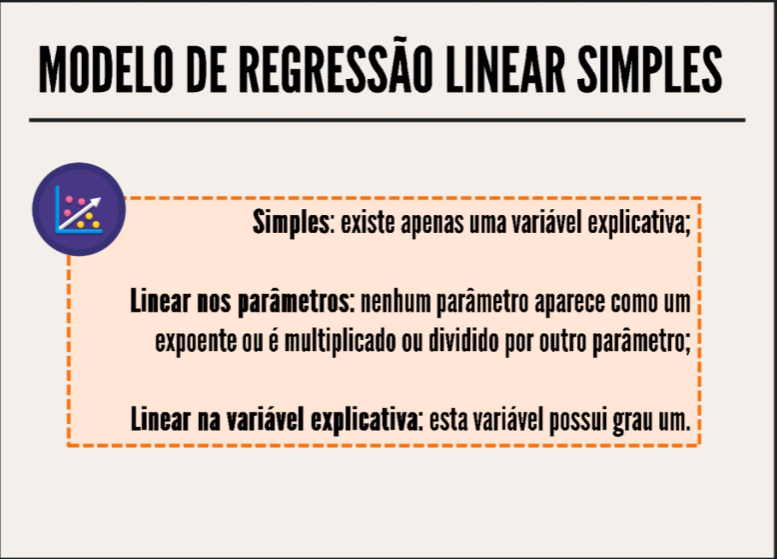 MODELO DE REGRESSÃO LINEAR SIMPLES
Simples: existe apenas uma variável explicativa;
Linear nos parâmetros: nenhum parâmetro aparece como um
expoente ou é multiplicado ou dividido por outro parâmetro;
Linear na variável explicativa: esta variável possui grau um.